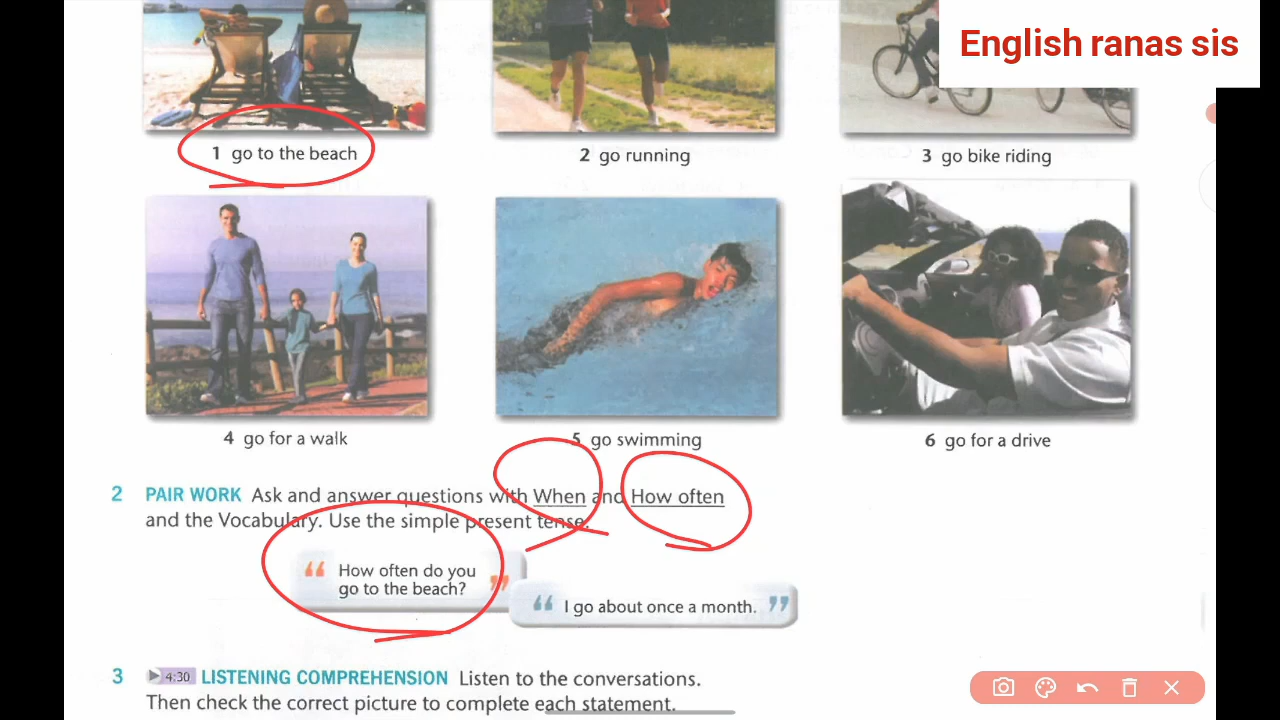 English ranas sis
1 go to the beach
2 go running
3 go bike riding
4 go for a walk
5 go swimming
6 go for a drive
2 PAIR WORK Ask and answer questions with When and How often
and the Vocabulary. Use the simple present tense.
“ How often do you
go to the beach? ”
“ I go about once a month. ”
3 4:30 LISTENING COMPREHENSION Listen to the conversations.
Then check the correct picture to complete each statement.